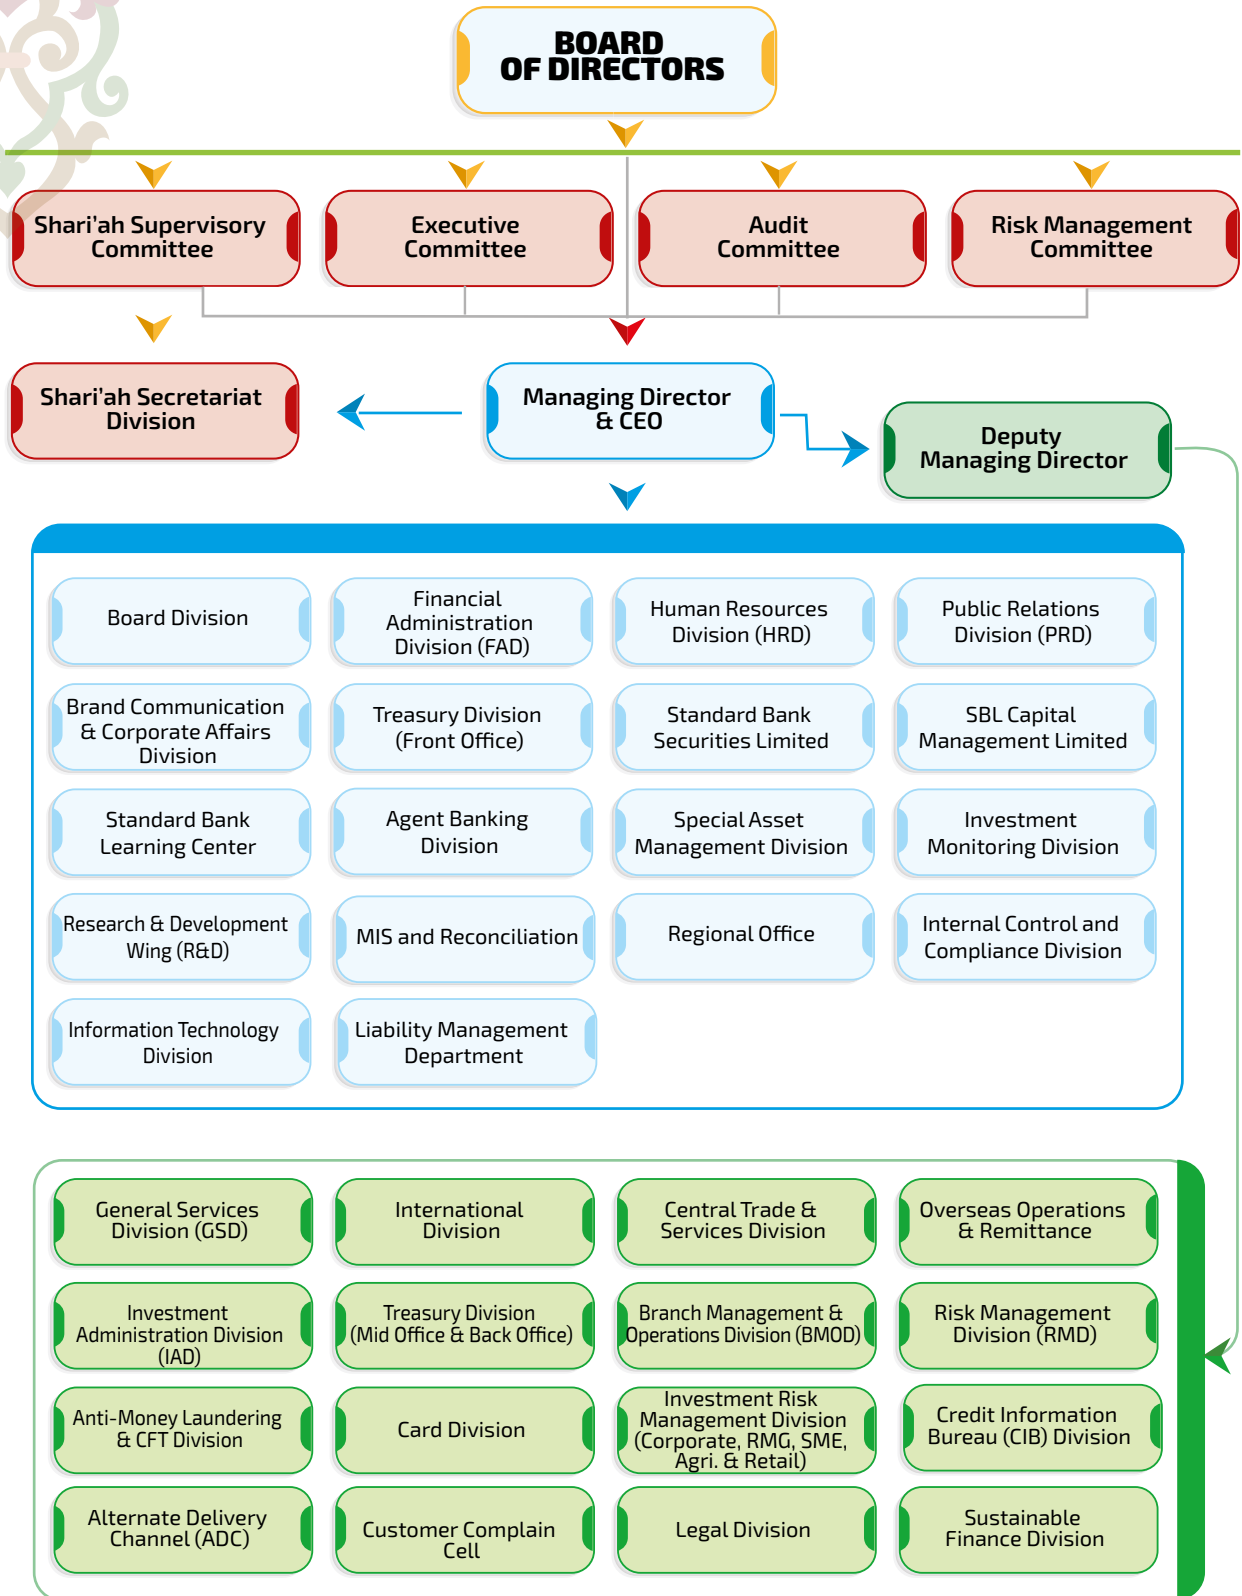 BOARD
OF DIRECTORS
Shari'ah Supervisory
Committee
Executive
Committee
Audit
Committee
Risk Management
Committee
Shari'ah Secretariat
Division
Managing Director
& CEO
Deputy
Managing Director
Board Division
Financial
Administration
Division (FAD)
Human Resources
Division (HRD)
Public Relations
Division (PRD)
Brand Communication
& Corporate Affairs
Division
Treasury Division
(Front Office)
Standard Bank
Securities Limited
SBL Capital
Management Limited
Standard Bank
Learning Center
Agent Banking
Division
Special Asset
Management Division
Investment
Monitoring Division
Research & Development
Wing (R&D)
MIS and Reconciliation
Regional Office
Internal Control and
Compliance Division
Information Technology
Division
Liability Management
Department
General Services
Division (GSD)
International
Division
Central Trade &
Services Division
Overseas Operations
& Remittance
Investment
Administration Division
(IAD)
Treasury Division
(Mid Office & Back Office)
Branch Management &
Operations Division (BMOD)
Risk Management
Division (RMD)
Anti-Money Laundering
& CFT Division
Card Division
Investment Risk
Management Division
(Corporate, RMG, SME,
Agri. & Retail)
Credit Information
Bureau (CIB) Division
Alternate Delivery
Channel (ADC)
Customer Complain
Cell
Legal Division
Sustainable
Finance Division